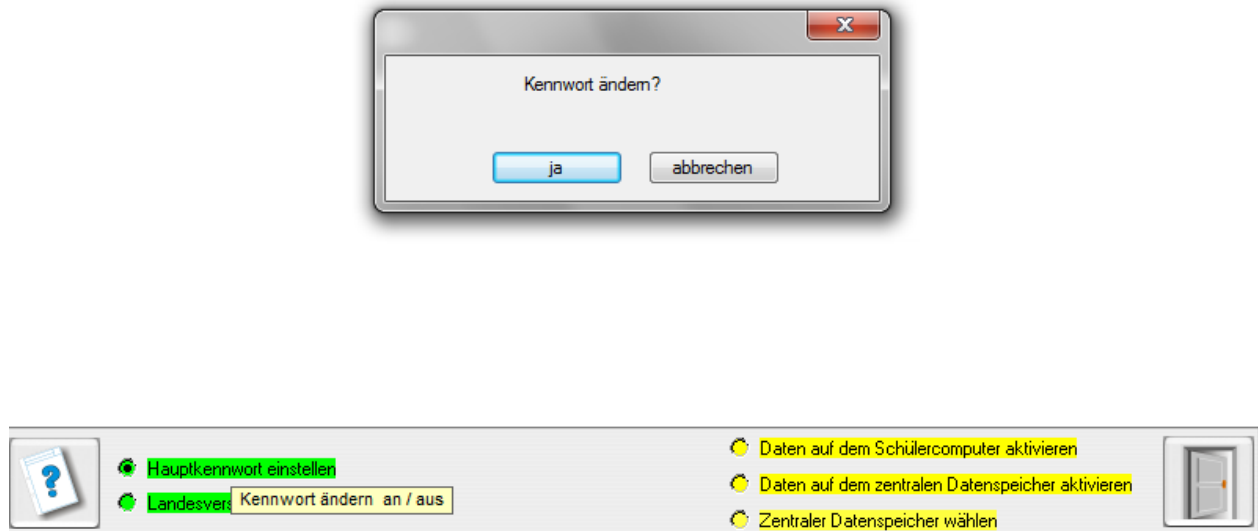 Kennwort ändern?
ja
abbrechen
Hauptkennwort einstellen
Kennwort ändern an / aus
Daten auf dem Schülercomputer aktivieren
Daten auf dem zentralen Datenspeicher aktivieren
Zentraler Datenspeicher wählen